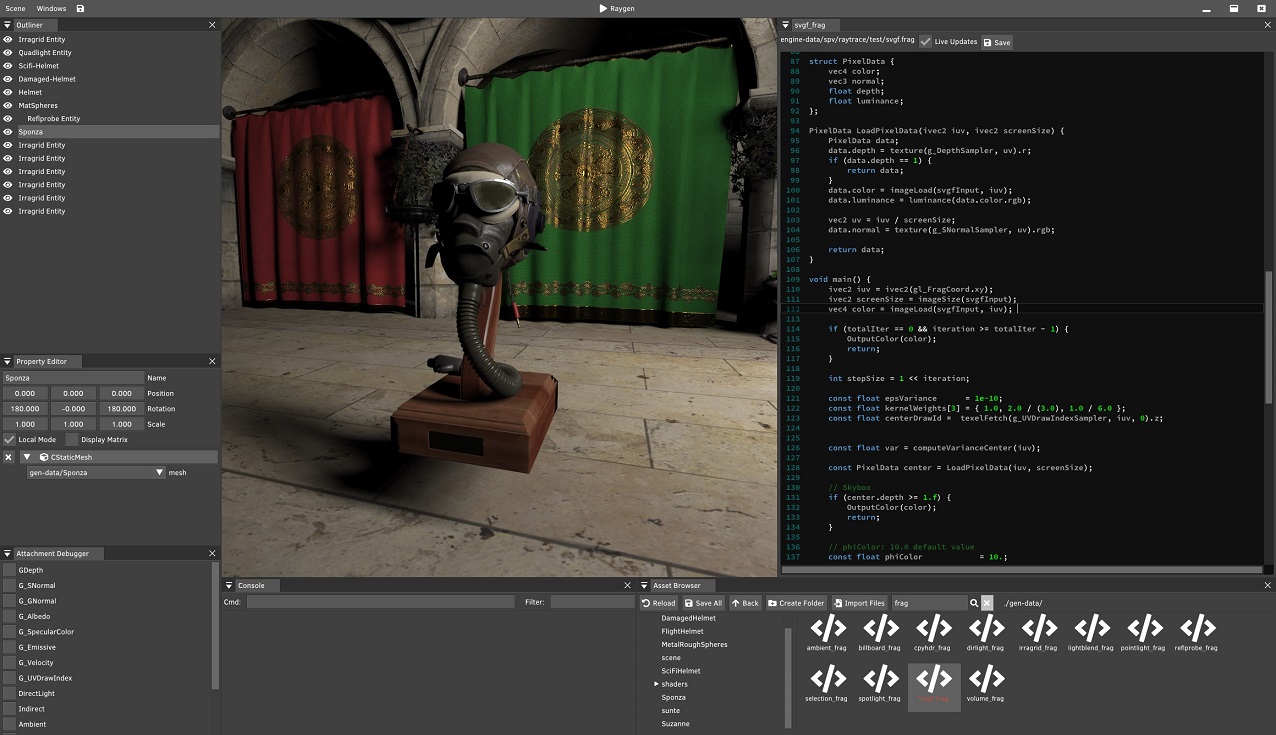 Scene Windows Raygen
Outliner
Irragrid Entity
Quadlight Entity
Scifi-Helmet
Damaged-Helmet
Helmet
MatSpheres
Reflprobe Entity
Sponza
Irragrid Entity
Irragrid Entity
Irragrid Entity
Irragrid Entity
Irragrid Entity
Irragrid Entity
Property Editor
Sponza Name
0.000 0.000 0.000 Position
180.000 -0.000 180.000 Rotation
1.000 1.000 1.000 Scale
Local Mode Display Matrix
CStaticMesh
gen-data/Sponza mesh
Attachment Debugger
GDepth
G_SNormal
G_GNormal
G_Albedo
G_SpecularColor
G_Emissive
G_Velocity
G_UVDrawIndex
DirectLight
Indirect
Ambient
svgf_frag
engine-data/spv/raytrace/test/svgf.frag Live Updates Save
87 struct PixelData {
88 vec4 color;
89 vec3 normal;
90 float depth;
91 float luminance;
92 };
93
94 PixelData LoadPixelData(ivec2 iuv, ivec2 screenSize) {
95 PixelData data;
96 data.depth = texture(g_DepthSampler, uv).r;
97 if (data.depth == 1) {
98 return data;
99 }
100 data.color = imageLoad(svgfInput, iuv);
101 data.luminance = luminance(data.color.rgb);
102
103 vec2 uv = iuv / screenSize;
104 data.normal = texture(g_SNormalSampler, uv).rgb;
105
106 return data;
107 }
108
109 void main() {
110 ivec2 iuv = ivec2(gl_FragCoord.xy);
111 ivec2 screenSize = imageSize(svgfInput);
112 vec4 color = imageLoad(svgfInput, iuv);
113
114 if (totalIter == 0 && iteration >= totalIter - 1) {
115 OutputColor(color);
116 return;
117 }
118
119 int stepSize = 1 << iteration;
120
121 const float epsVariance = 1e-10;
122 const float kernelWeights[3] = { 1.0, 2.0 / (3.0), 1.0 / 6.0 };
123 const float centerDrawId = texelFetch(g_UVDrawIndexSampler, iuv, 0).z;
124
125
126 const float var = computeVarianceCenter(iuv);
127
128 const PixelData center = LoadPixelData(iuv, screenSize);
129
130 // Skybox
131 if (center.depth >= 1.f) {
132 OutputColor(color);
133 return;
134 }
135
136 // phiColor: 10.0 default value
137 const float phiColor = 10.;
Console
Cmd: Filter:
Asset Browser
Reload Save All Back Create Folder Import Files frag ./gen-data/
DamagedHelmet
FlightHelmet
MetalRoughSpheres
scene
SciFiHelmet
shaders
Sponza
sunte
Suzanne
ambient_frag billboard_frag cpyhdr_frag dirlight_frag irragrid_frag lightblend_frag pointlight_frag reflprobe_frag
selection_frag spotlight_frag volume_frag